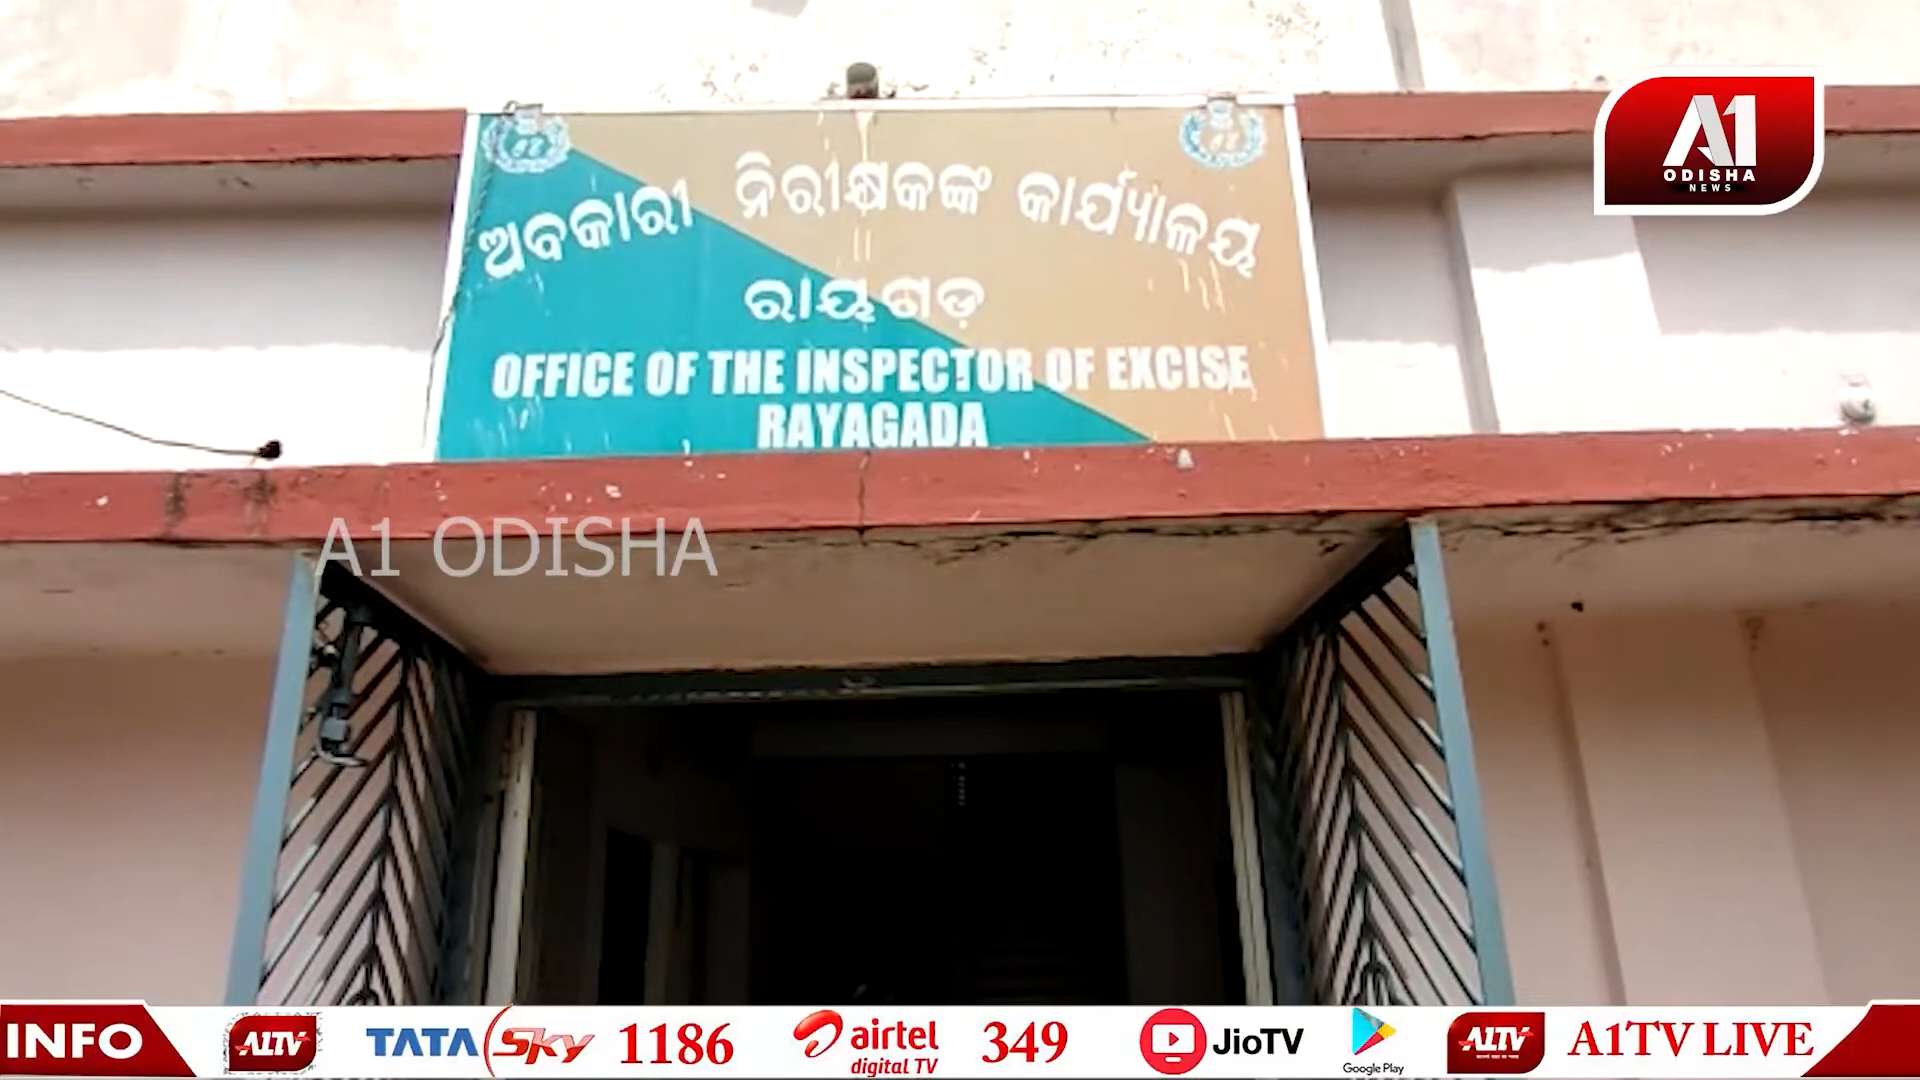 A1
ODISHA
NEWS
ଅବକାରୀ ନିରୀକ୍ଷକଙ୍କ କାର୍ଯ୍ୟାଳୟ
ରାୟଗଡ଼
OFFICE OF THE INSPECTOR OF EXCISE
RAYAGADA
A1 ODISHA
INFO A1TV TATA Sky 1186 airtel digital TV 349 JioTV Google Play A1TV A1TV LIVE